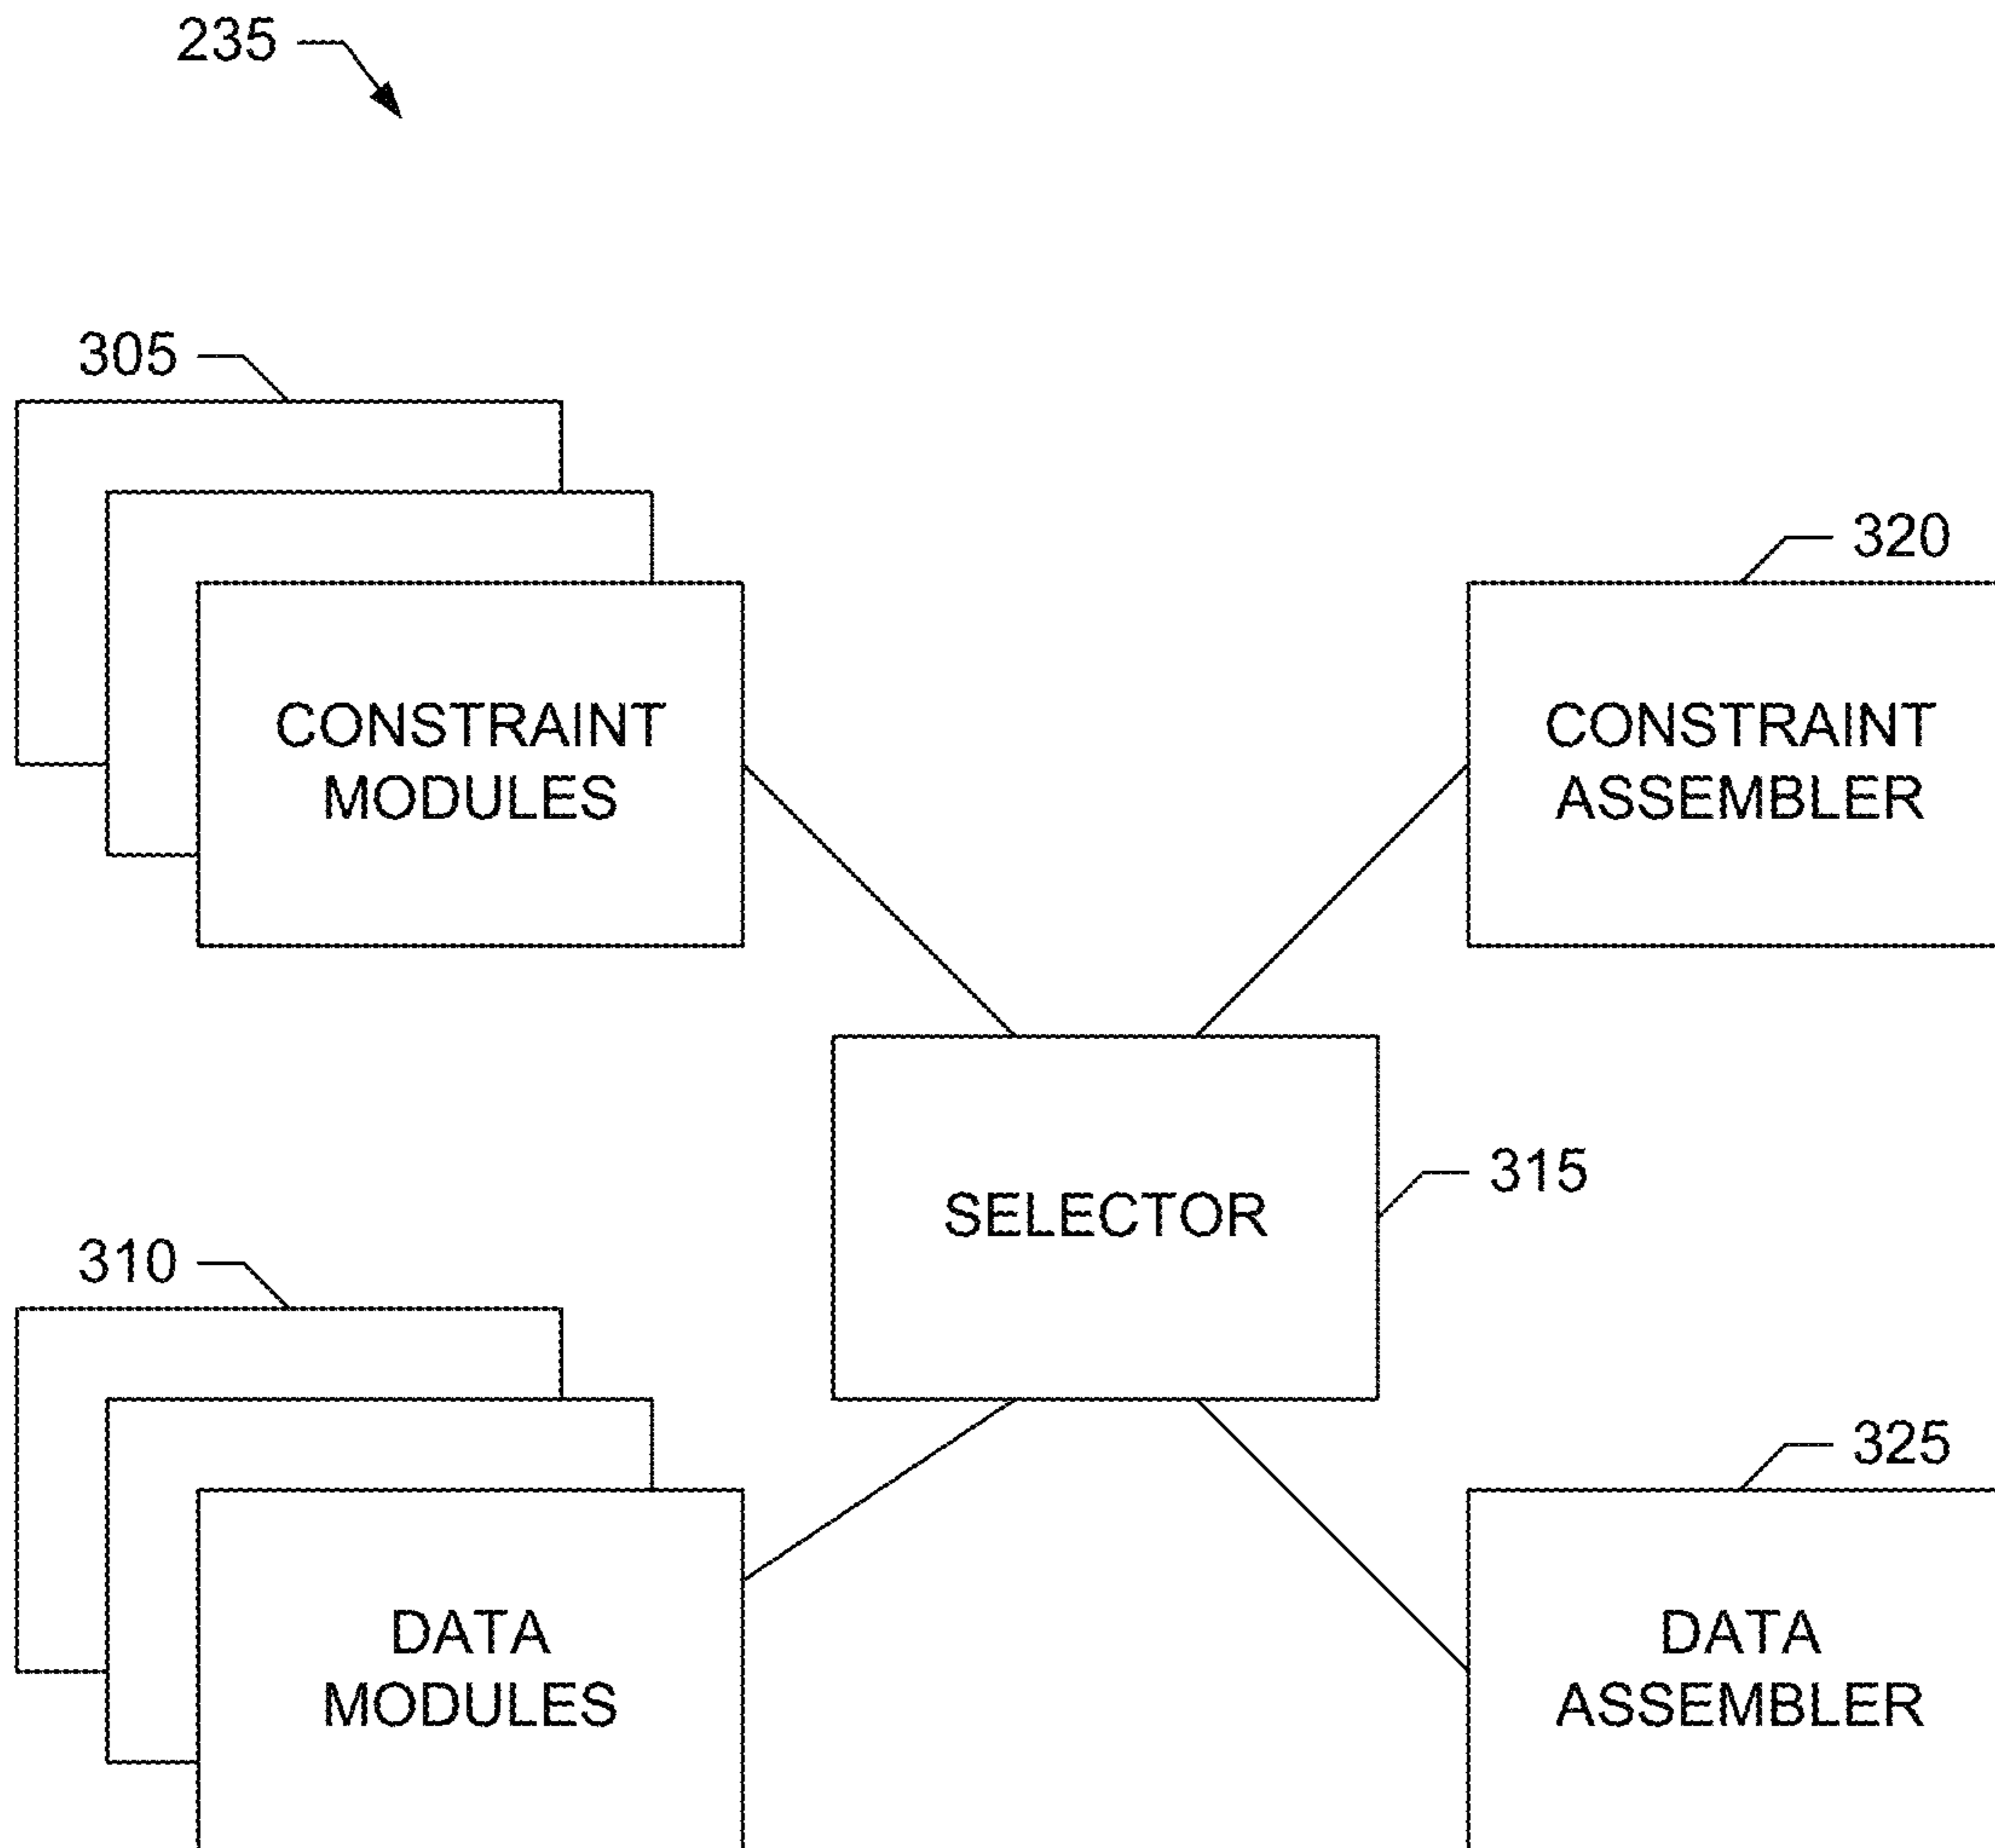 235
305
320
CONSTRAINT
MODULES
CONSTRAINT
ASSEMBLER
315
SELECTOR
310
325
DATA
MODULES
DATA
ASSEMBLER